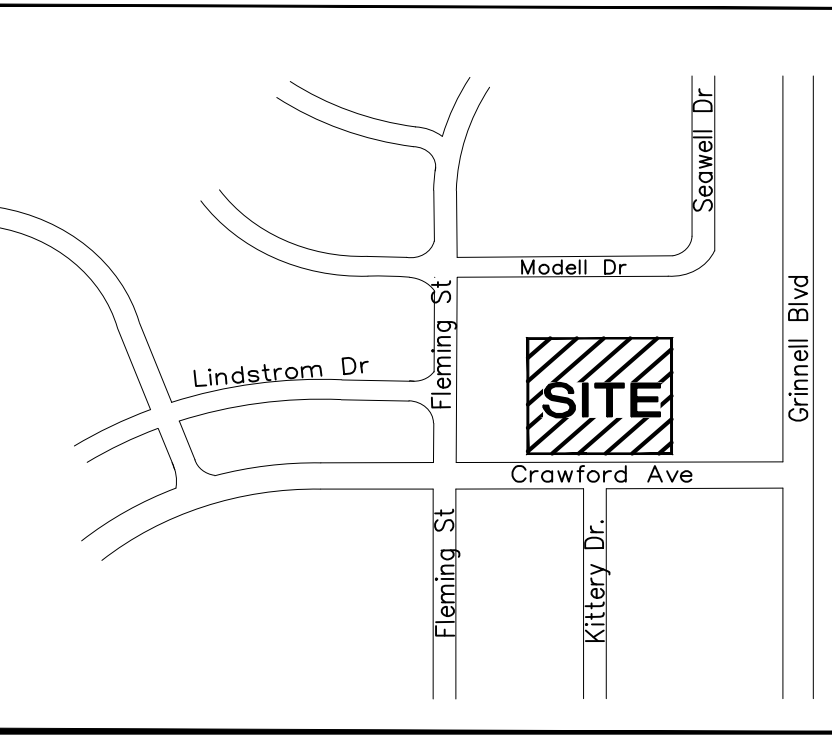 Seawell Dr
Modell Dr
Fleming St
Grinnell Blvd
Lindstrom Dr
SITE
Crawford Ave
Fleming St
Kittery Dr.